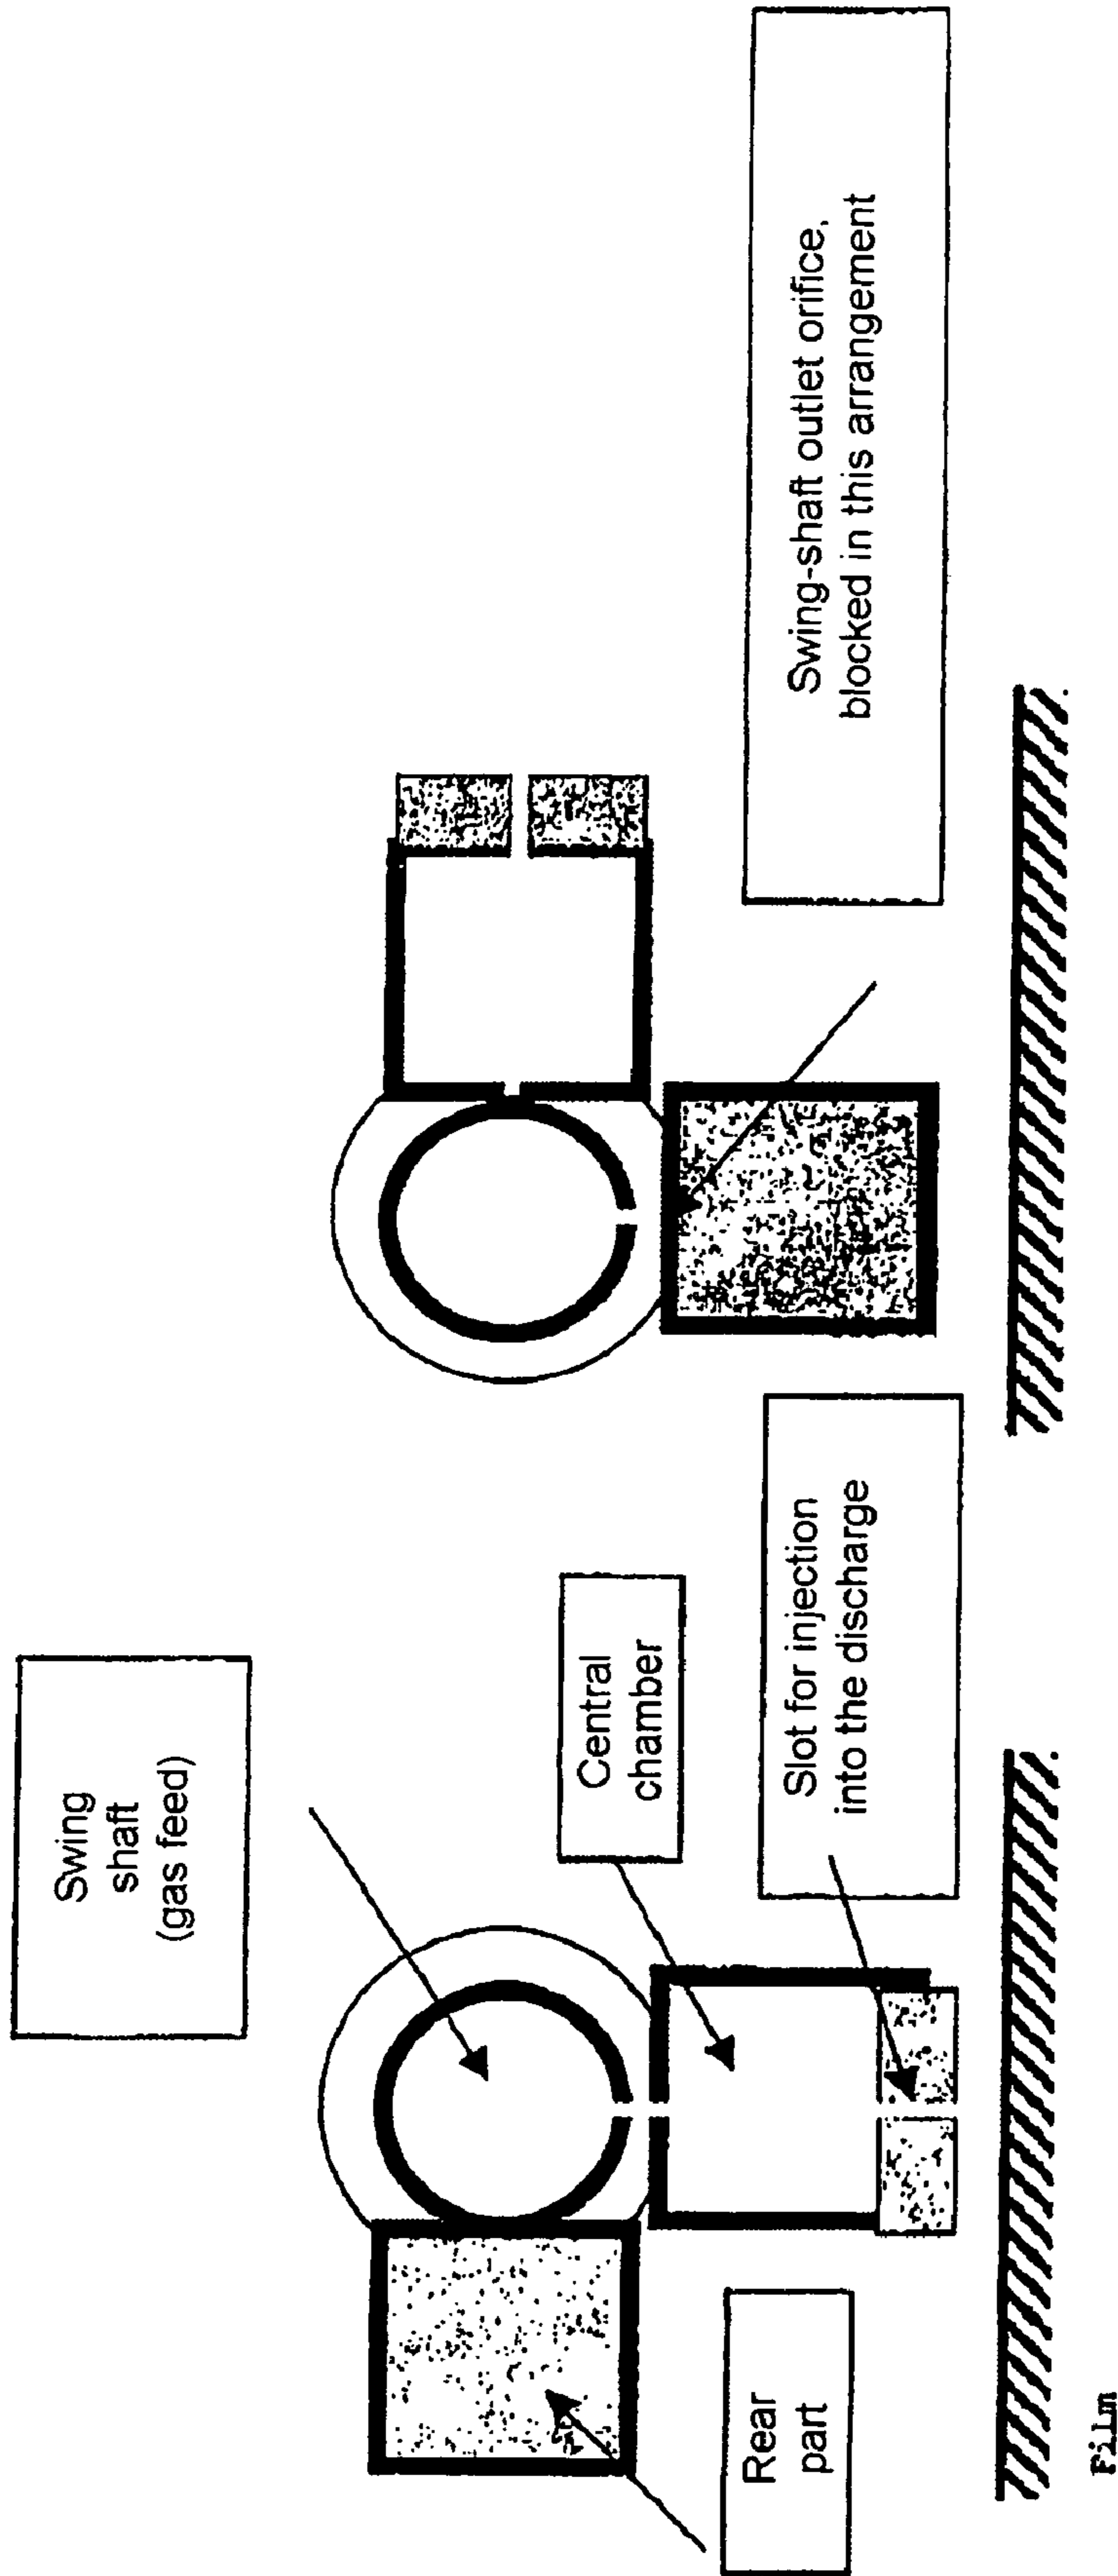 Swing
shaft
(gas feed)
Rear
part
Central
chamber
Slot for injection
into the discharge
Swing-shaft outlet orifice,
blocked in this arrangement
Film